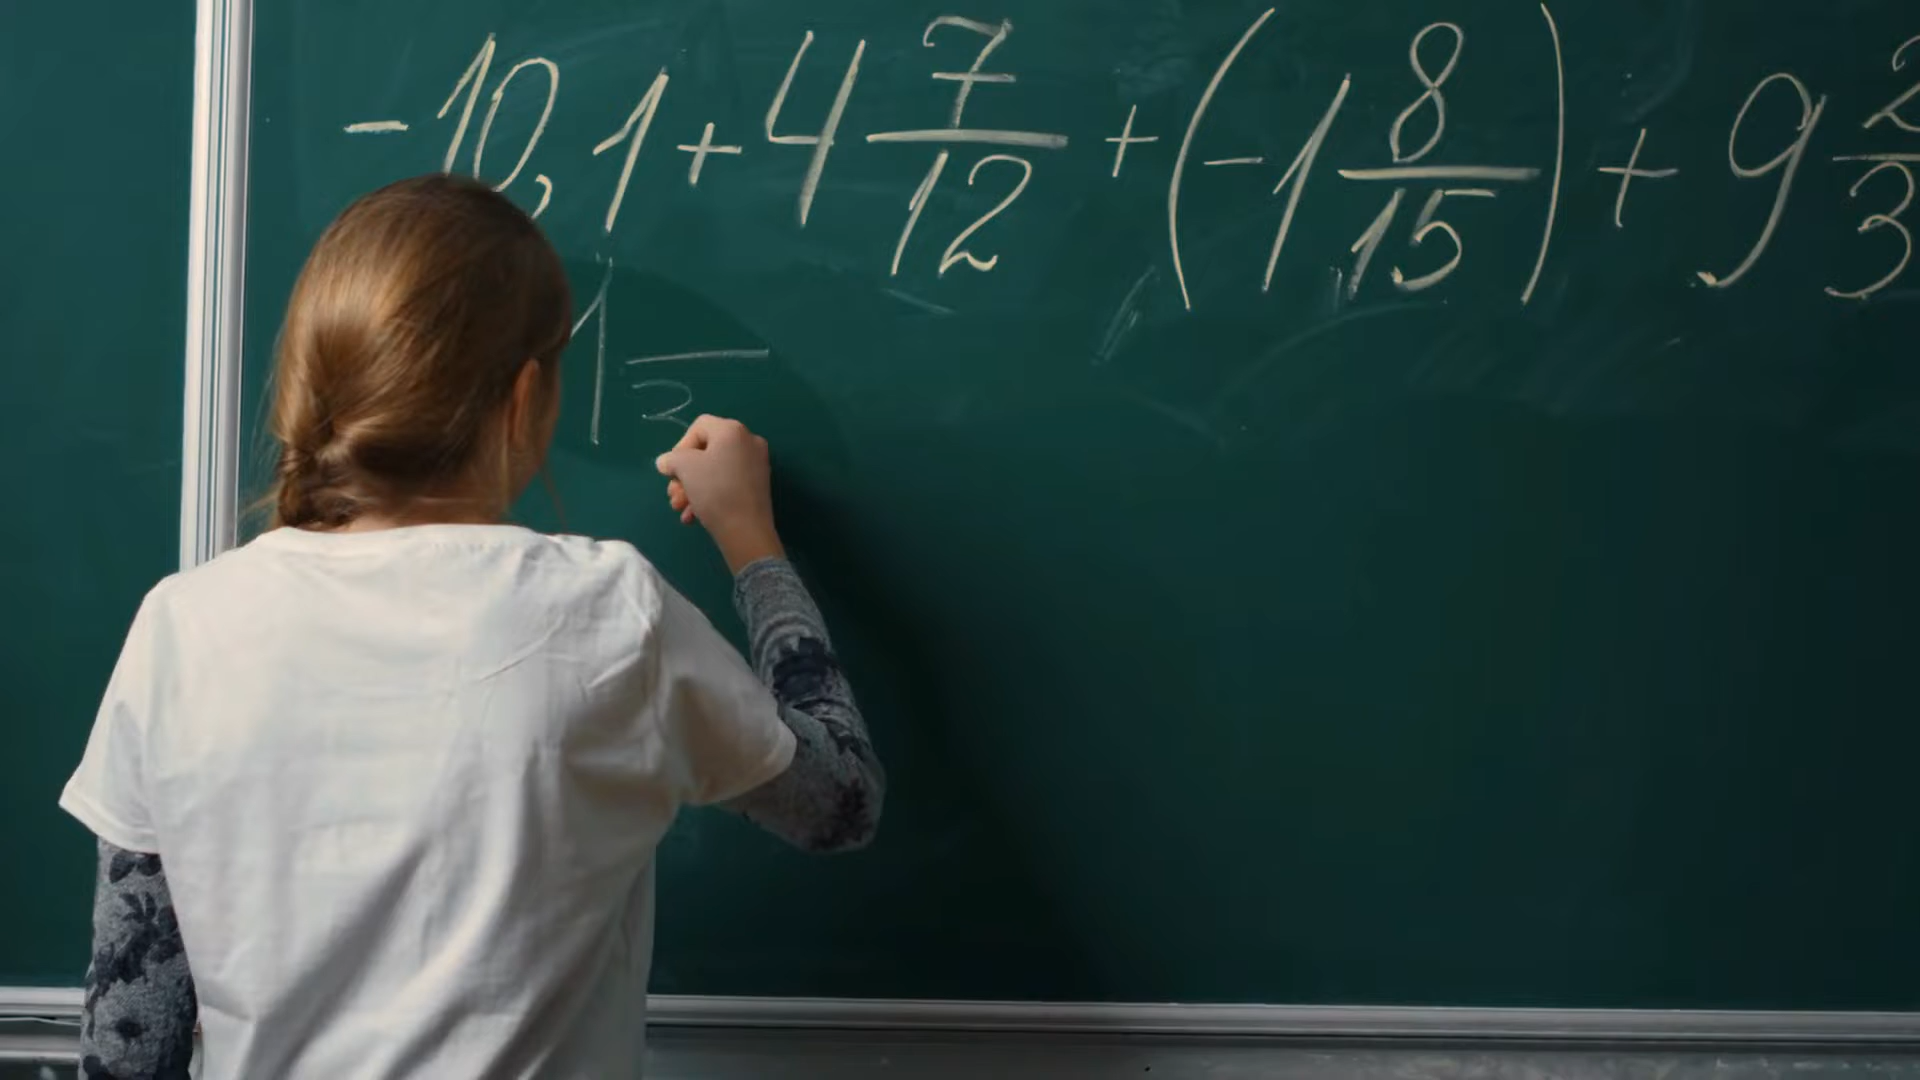 -10,1 + 4 7/12 + (-1 8/15) + 9 2/3
1 /3